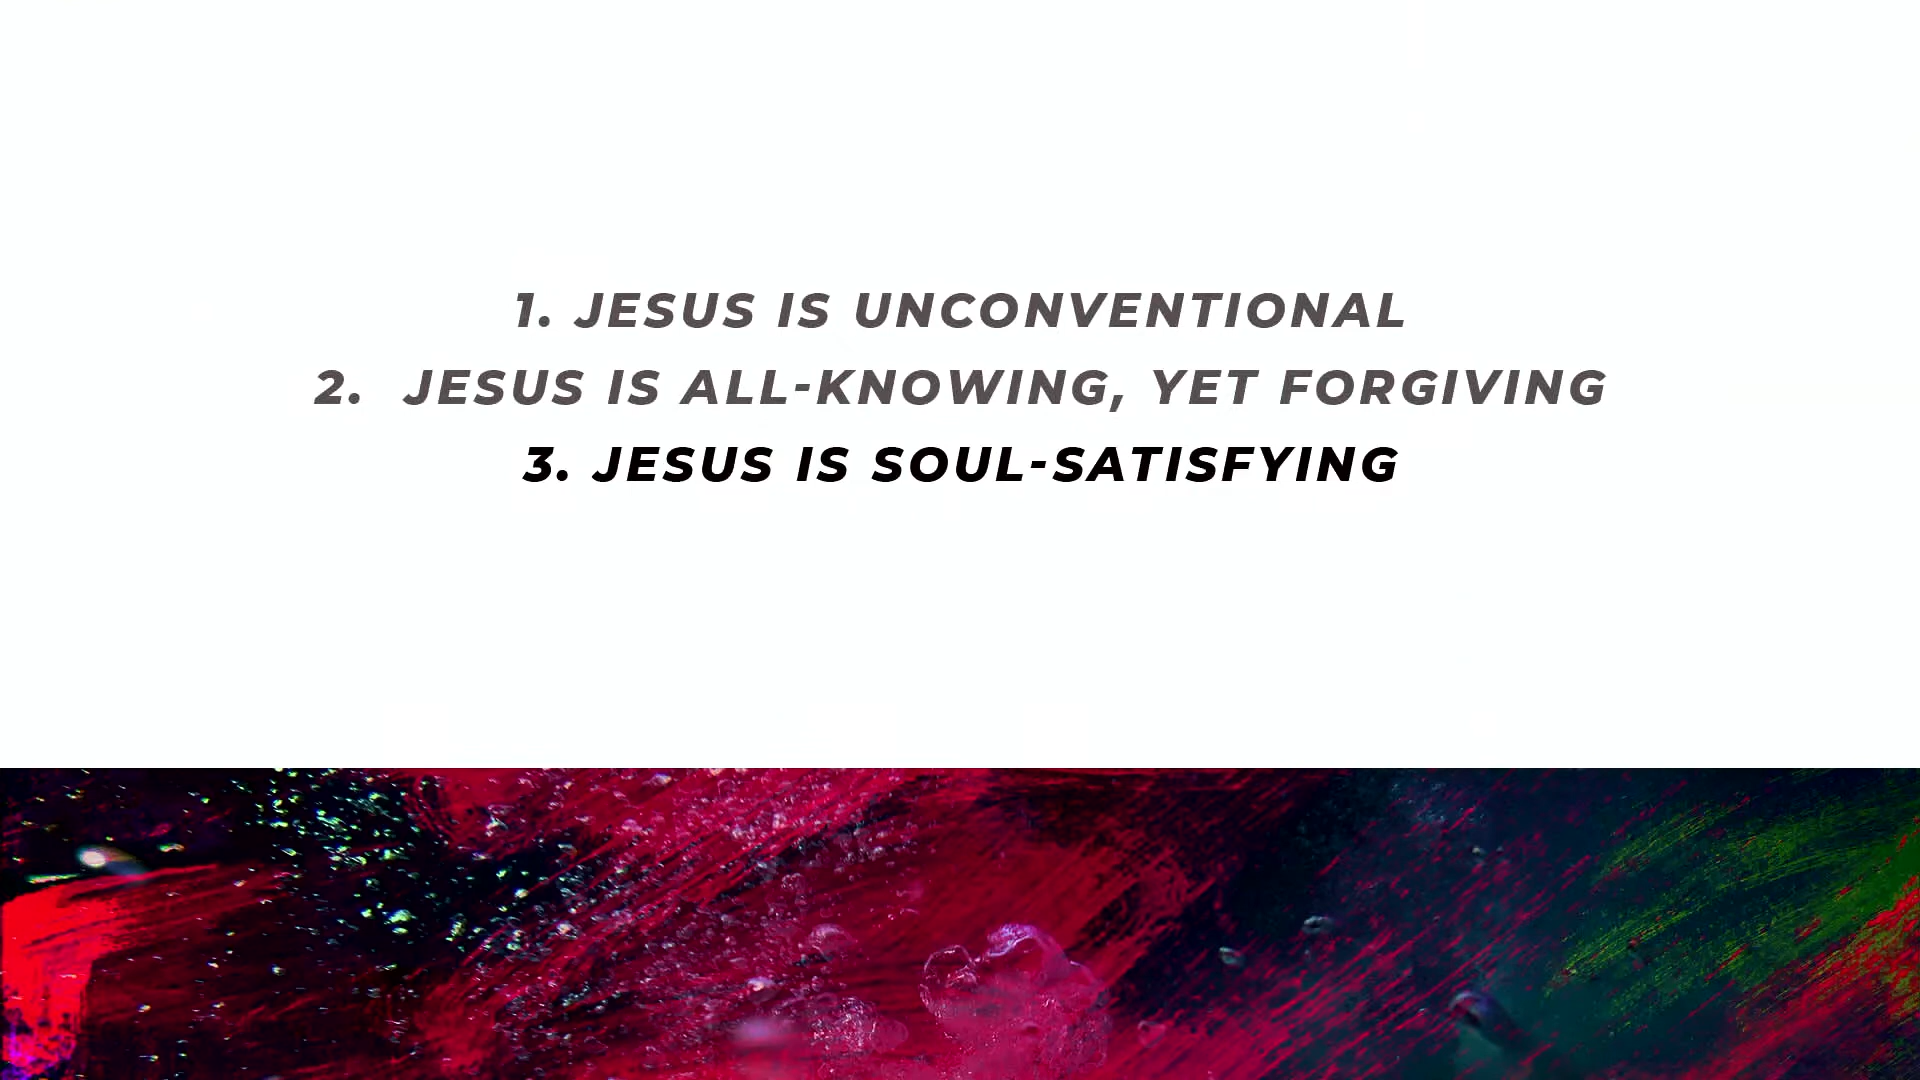 1. JESUS IS UNCONVENTIONAL
2. JESUS IS ALL-KNOWING, YET FORGIVING
3. JESUS IS SOUL-SATISFYING